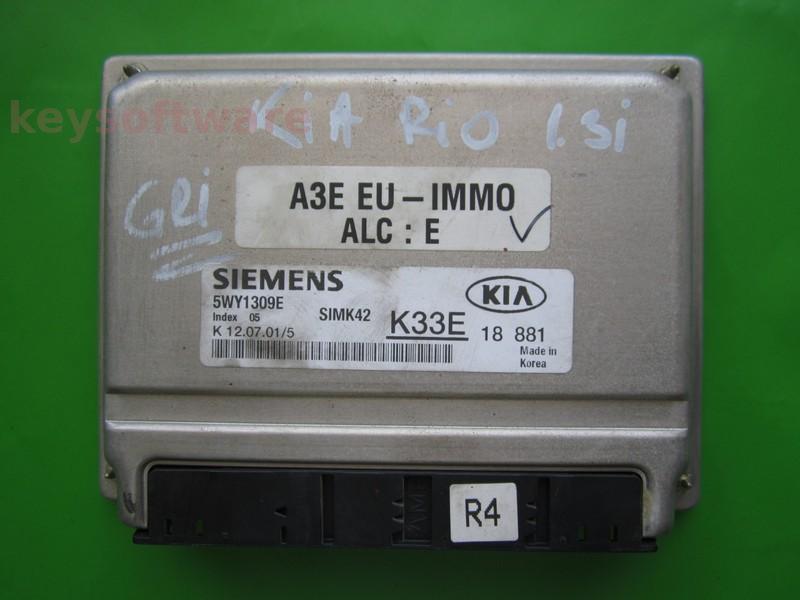 keysoftware
KiA Rio 1.3i
GRi
A3E EU – IMMO
ALC : E
SIEMENS
5WY1309E
KIA
Index 05
SIMK42
K33E
18 881
K 12.07.01/5
Made in
Korea
R4